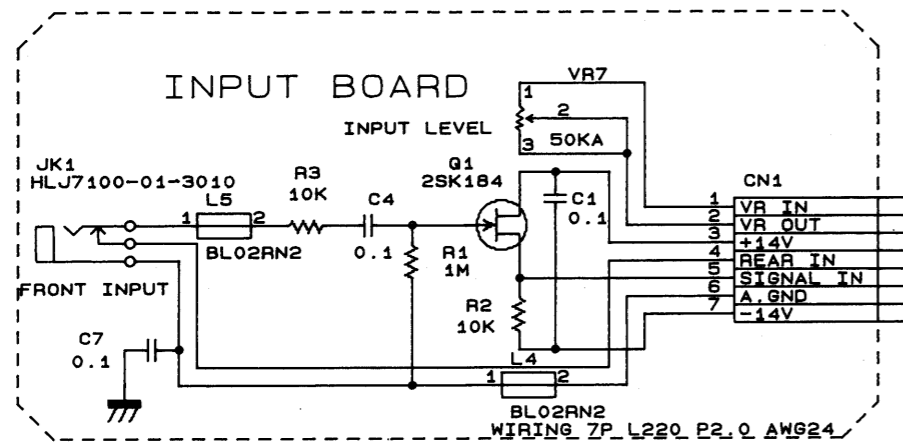 INPUT BOARD
VR7
1
2
3
INPUT LEVEL
50KA
JK1
HLJ7100-01-3010
L5
1
2
BL02RN2
R3
10K
C4
0.1
Q1
2SK184
C1
0.1
R1
1M
R2
10K
FRONT INPUT
C7
0.1
L4
1
2
BL02RN2
CN1
1 VR IN
2 VR OUT
3 +14V
4 REAR IN
5 SIGNAL IN
6 A.GND
7 -14V
WIRING 7P L220 P2.0 AWG24